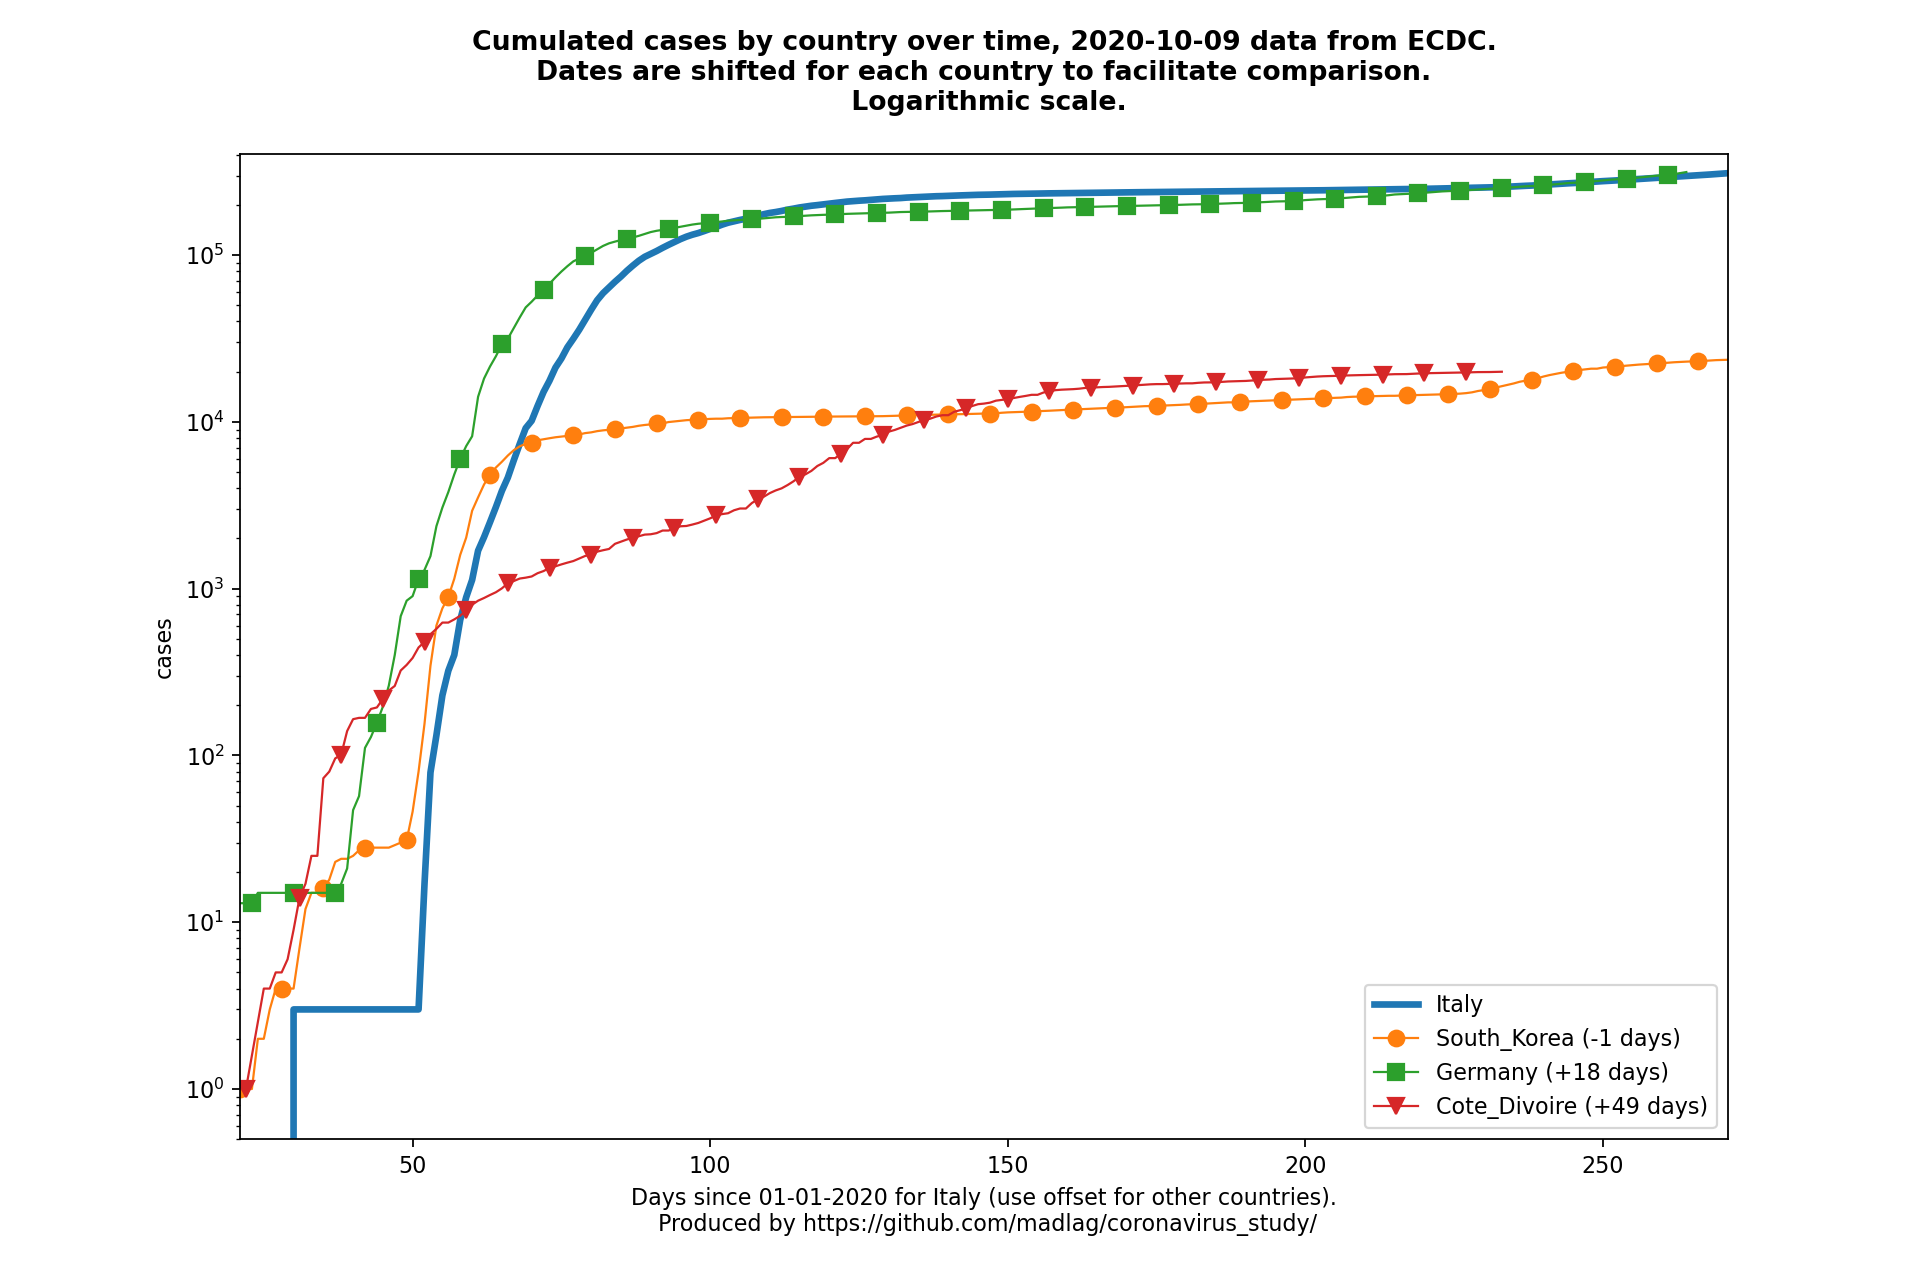 Cumulated cases by country over time, 2020-10-09 data from ECDC.
Dates are shifted for each country to facilitate comparison.
Logarithmic scale.
10^5
10^4
10^3
10^2
10^1
10^0
cases
Italy
South_Korea (-1 days)
Germany (+18 days)
Cote_Divoire (+49 days)
50 100 150 200 250
Days since 01-01-2020 for Italy (use offset for other countries).
Produced by https://github.com/madlag/coronavirus_study/